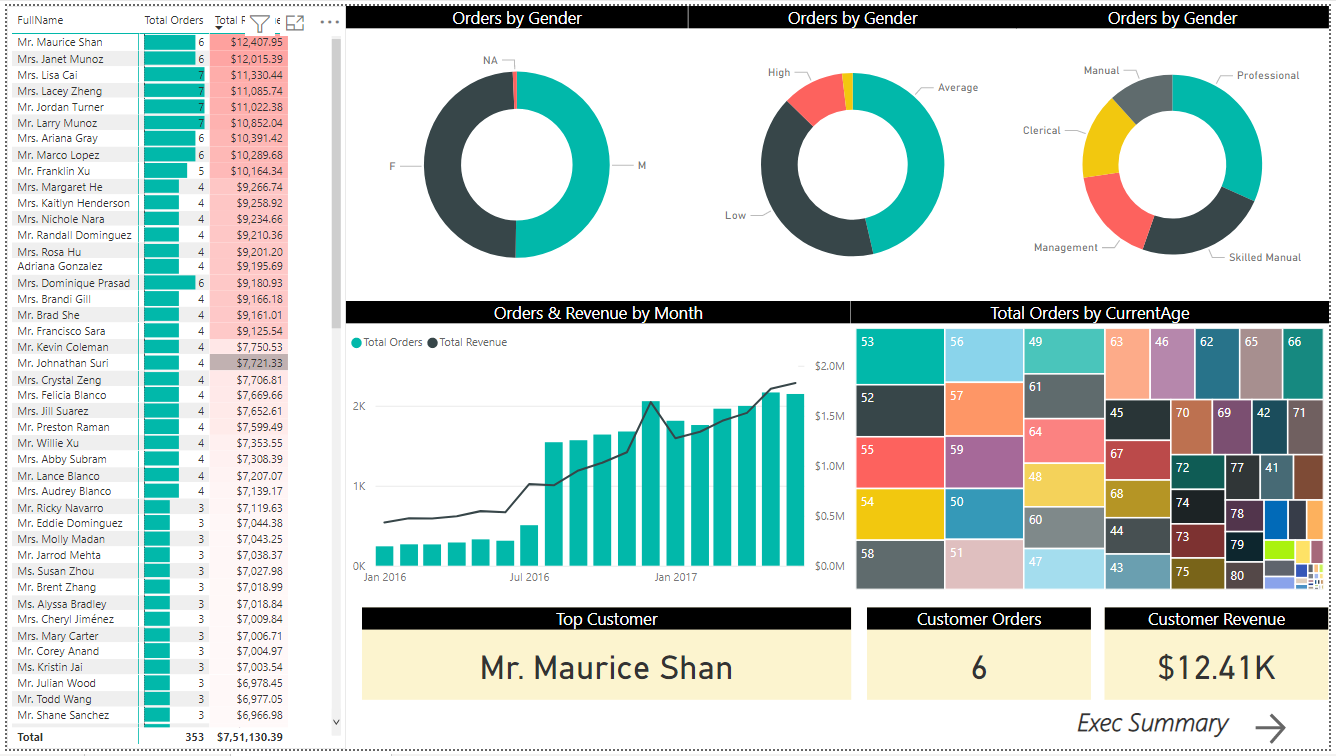 FullName Total Orders Total
Mr. Maurice Shan 6 $12,407.95
Mrs. Janet Munoz 6 $12,015.39
Mrs. Lisa Cai 7 $11,330.44
Mrs. Lacey Zheng 7 $11,085.74
Mr. Jordan Turner 7 $11,022.38
Mr. Larry Munoz 7 $10,852.04
Mrs. Ariana Gray 6 $10,391.42
Mr. Marco Lopez 6 $10,289.68
Mr. Franklin Xu 5 $10,164.34
Mrs. Margaret He 4 $9,266.74
Mrs. Kaitlyn Henderson 4 $9,258.92
Mrs. Nichole Nara 4 $9,234.66
Mr. Randall Dominguez 4 $9,210.36
Mrs. Rosa Hu 4 $9,201.20
Adriana Gonzalez 4 $9,195.69
Mrs. Dominique Prasad 6 $9,180.93
Mrs. Brandi Gill 4 $9,166.18
Mr. Brad She 4 $9,161.01
Mr. Francisco Sara 4 $9,125.54
Mr. Kevin Coleman 4 $7,750.53
Mr. Johnathan Suri 4 $7,721.33
Mrs. Crystal Zeng 4 $7,706.81
Mrs. Felicia Blanco 4 $7,669.66
Mrs. Jill Suarez 4 $7,652.61
Mr. Preston Raman 4 $7,599.49
Mr. Willie Xu 4 $7,353.55
Mrs. Abby Subram 4 $7,308.39
Mr. Lance Blanco 4 $7,207.07
Mrs. Audrey Blanco 4 $7,139.17
Mr. Ricky Navarro 3 $7,119.63
Mr. Eddie Dominguez 3 $7,044.38
Mrs. Molly Madan 3 $7,043.25
Mr. Jarrod Mehta 3 $7,038.37
Ms. Susan Zhou 3 $7,027.98
Mr. Brent Zhang 3 $7,018.99
Ms. Alyssa Bradley 3 $7,018.84
Mrs. Cheryl Jiménez 3 $7,009.84
Mrs. Mary Carter 3 $7,006.71
Mr. Corey Anand 3 $7,004.97
Ms. Kristin Jai 3 $7,003.54
Mr. Julian Wood 3 $6,978.45
Mr. Todd Wang 3 $6,977.05
Mr. Shane Sanchez 3 $6,966.98
Total 353 $7,51,130.39
Orders by Gender
NA
F
M
Orders by Gender
High
Average
Low
Orders by Gender
Manual
Professional
Clerical
Management
Skilled Manual
Orders & Revenue by Month
Total Orders Total Revenue
$2.0M
2K
$1.5M
$1.0M
1K
$0.5M
0K
$0.0M
Jan 2016 Jul 2016 Jan 2017
Total Orders by CurrentAge
53
52
55
54
58
56
57
59
50
51
49
61
64
48
60
47
63 46 62 65 66
45
67
68
44
43
70 69 42 71
72
74
73
75
77 41
78
79
80
Top Customer
Mr. Maurice Shan
Customer Orders
6
Customer Revenue
$12.41K
Exec Summary